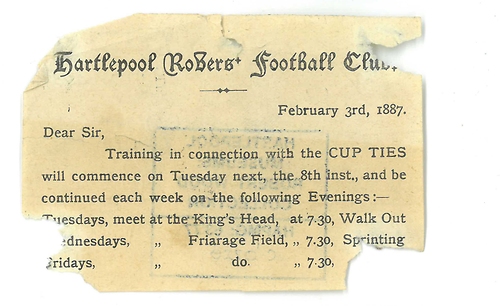 Hartlepool Rovers' Football Club.
February 3rd, 1887.
Dear Sir,
Training in connection with the CUP TIES
will commence on Tuesday next, the 8th inst., and be
continued each week on the following Evenings :—
Tuesdays, meet at the King's Head, at 7.30, Walk Out
Wednesdays, „ Friarage Field, „ 7.30, Sprinting
Fridays, „ do. „ 7.30,